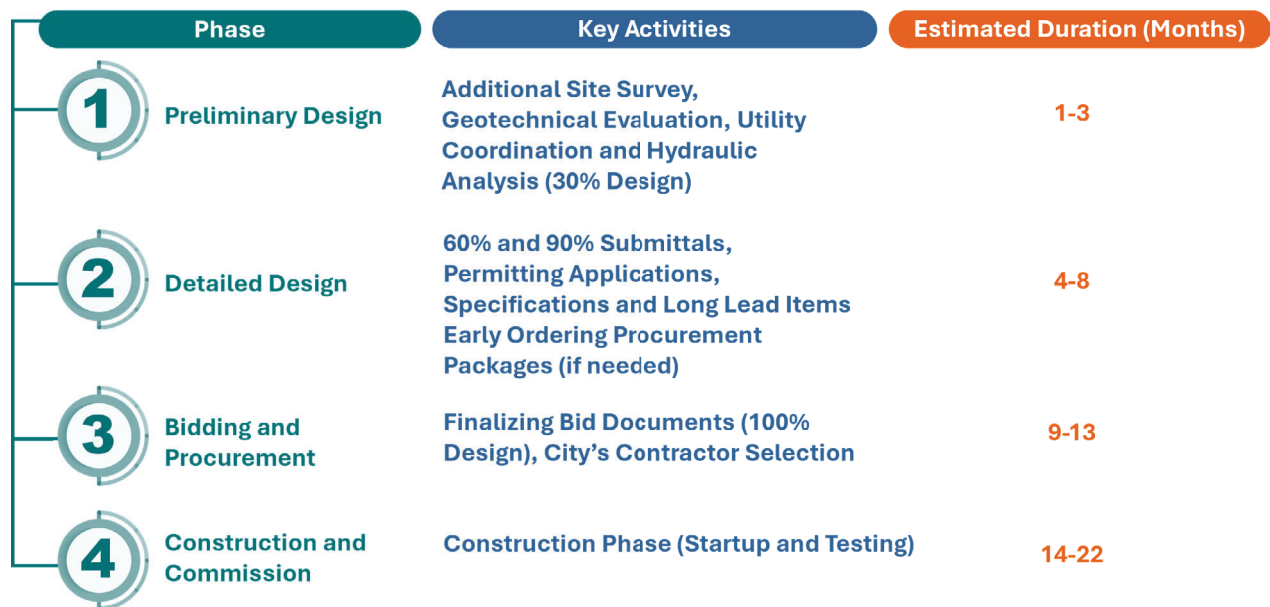 Phase
Key Activities
Estimated Duration (Months)
1
Preliminary Design
Additional Site Survey,
Geotechnical Evaluation, Utility
Coordination and Hydraulic
Analysis (30% Design)
1-3
2
Detailed Design
60% and 90% Submittals,
Permitting Applications,
Specifications and Long Lead Items
Early Ordering Procurement
Packages (if needed)
4-8
3
Bidding and
Procurement
Finalizing Bid Documents (100%
Design), City's Contractor Selection
9-13
4
Construction and
Commission
Construction Phase (Startup and Testing)
14-22